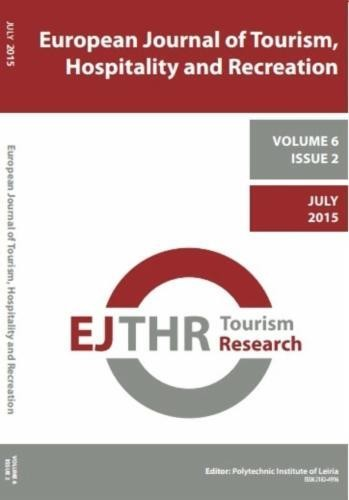 JULY 2015
European Journal of Tourism, Hospitality and Recreation
VOLUME 6
ISSUE 2
European Journal of Tourism,
Hospitality and Recreation
VOLUME 6
ISSUE 2
JULY
2015
EJTHR Tourism
Research
Editor: Polytechnic Institute of Leiria
ISSN 2182-4916